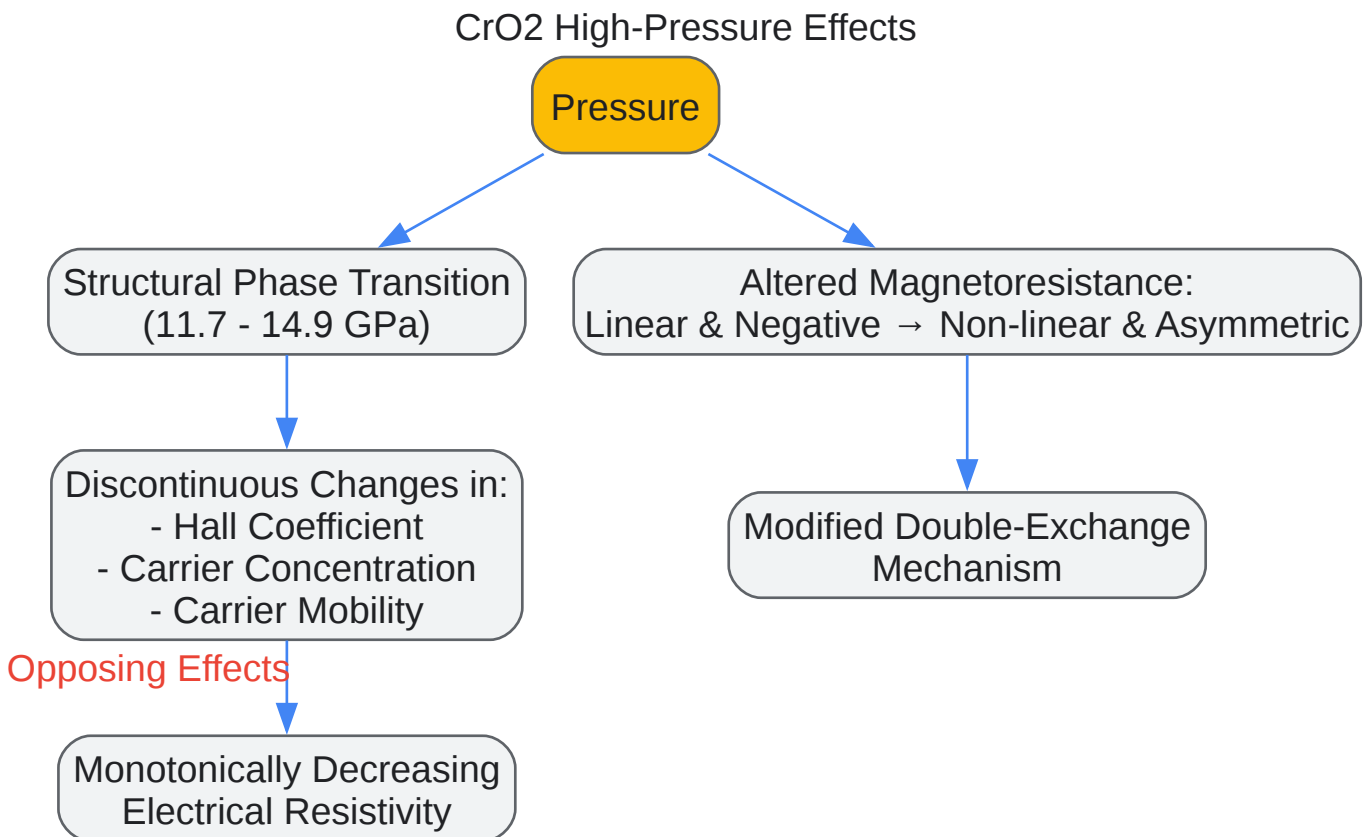 CrO2 High-Pressure Effects
Pressure
Structural Phase Transition
(11.7 - 14.9 GPa)
Altered Magnetoresistance:
Linear & Negative → Non-linear & Asymmetric
Discontinuous Changes in:
- Hall Coefficient
- Carrier Concentration
- Carrier Mobility
Modified Double-Exchange
Mechanism
Opposing Effects
Monotonically Decreasing
Electrical Resistivity